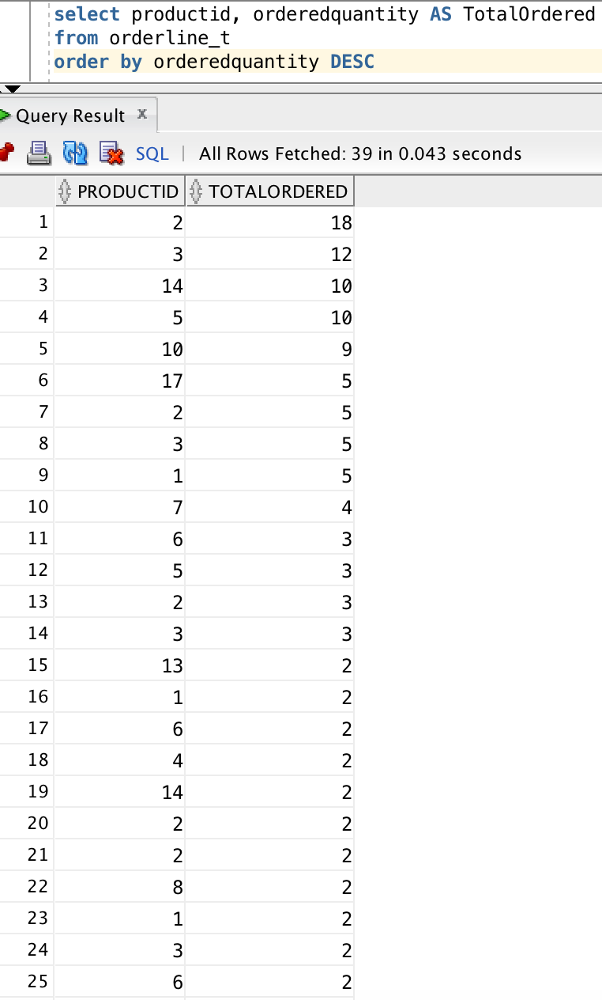 select productid, orderedquantity AS TotalOrdered
from orderline_t
order by orderedquantity DESC
Query Result x
SQL | All Rows Fetched: 39 in 0.043 seconds
PRODUCTID TOTALORDERED
1 2 18
2 3 12
3 14 10
4 5 10
5 10 9
6 17 5
7 2 5
8 3 5
9 1 5
10 7 4
11 6 3
12 5 3
13 2 3
14 3 3
15 13 2
16 1 2
17 6 2
18 4 2
19 14 2
20 2 2
21 2 2
22 8 2
23 1 2
24 3 2
25 6 2